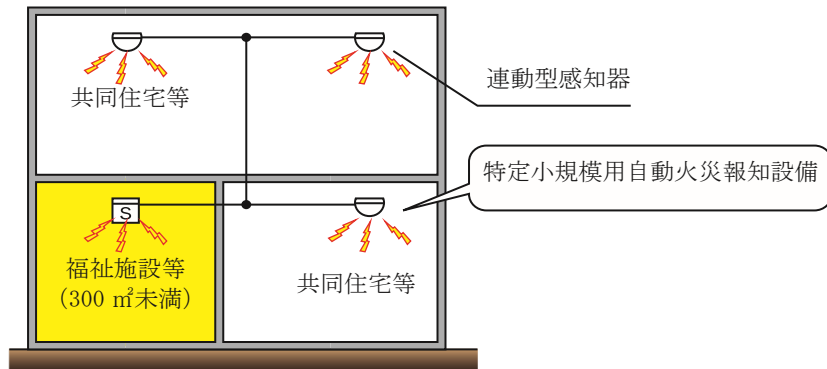 共同住宅等
連動型感知器
特定小規模用自動火災報知設備
S
福祉施設等
（300 ㎡未満）
共同住宅等